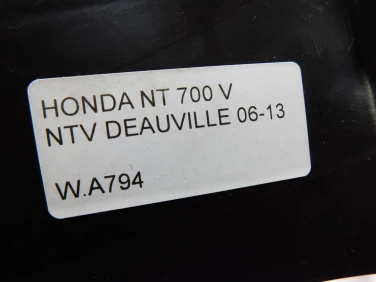 HONDA NT 700 V
NTV DEAUVILLE 06-13
W.A794